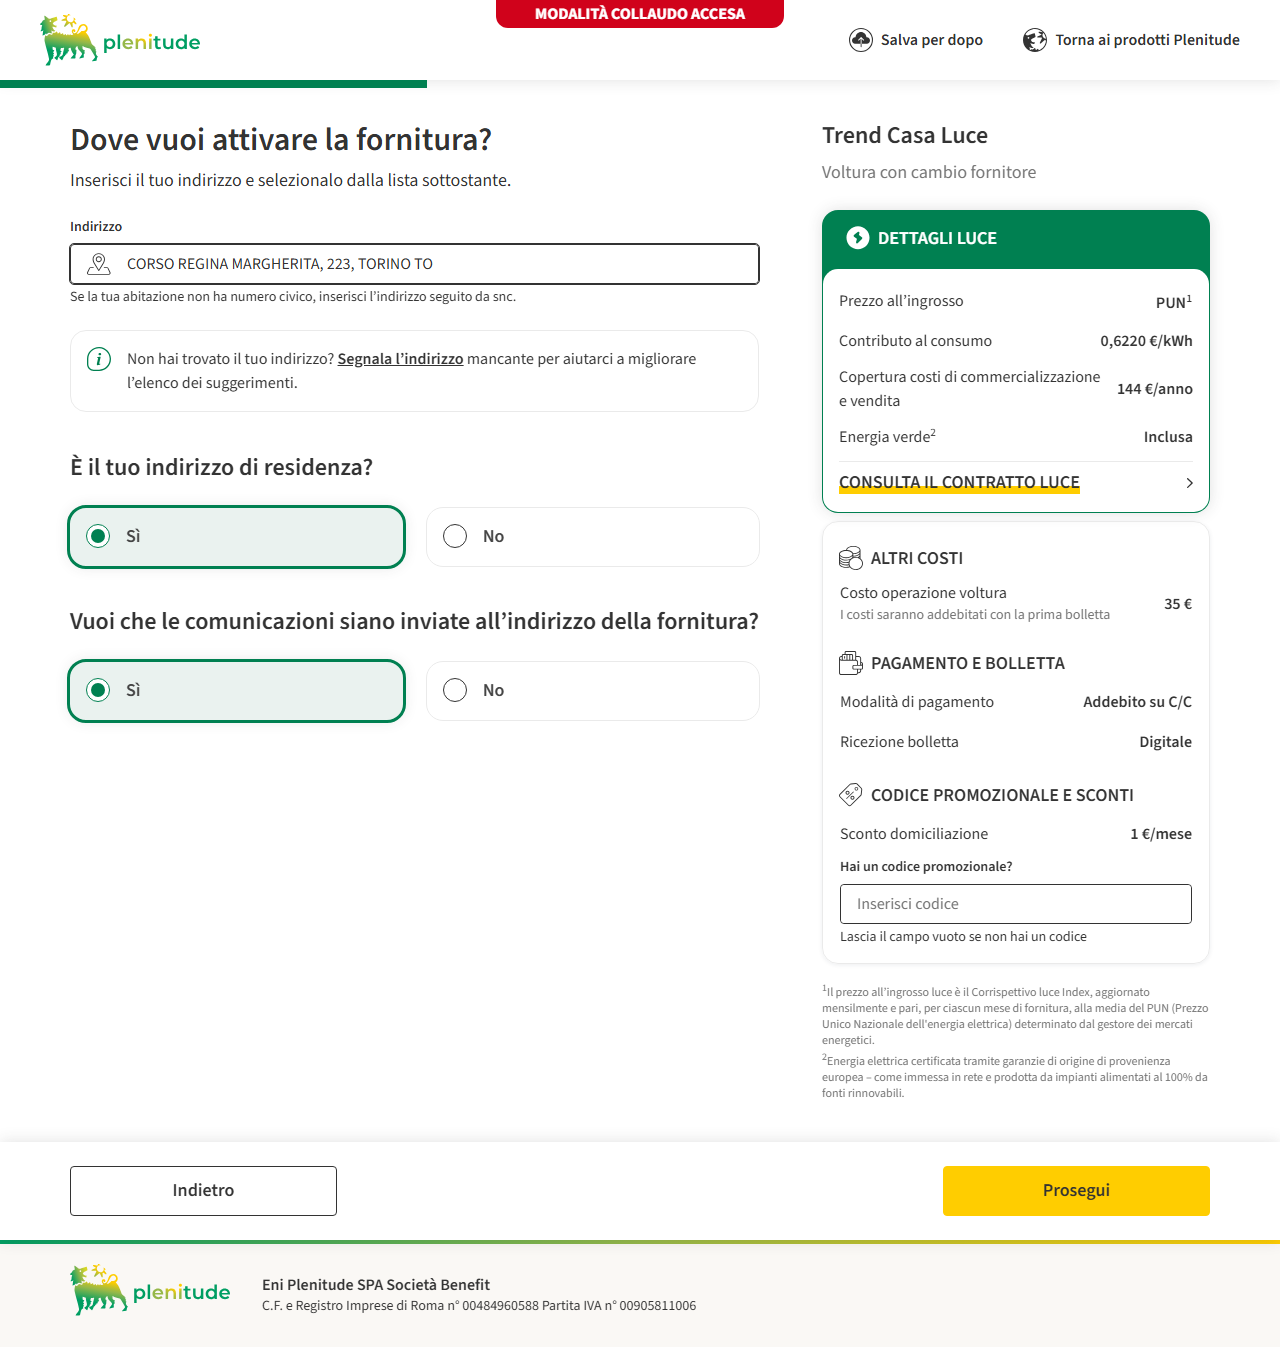 MODALITÀ COLLAUDO ACCESA
plenitude
Salva per dopo
Torna ai prodotti Plenitude
Dove vuoi attivare la fornitura?
Inserisci il tuo indirizzo e selezionalo dalla lista sottostante.
Indirizzo
CORSO REGINA MARGHERITA, 223, TORINO TO
Se la tua abitazione non ha numero civico, inserisci l’indirizzo seguito da snc.
Non hai trovato il tuo indirizzo? Segnala l’indirizzo mancante per aiutarci a migliorare
l’elenco dei suggerimenti.
È il tuo indirizzo di residenza?
Sì
No
Vuoi che le comunicazioni siano inviate all’indirizzo della fornitura?
Sì
No
Trend Casa Luce
Voltura con cambio fornitore
DETTAGLI LUCE
Prezzo all’ingrosso PUN¹
Contributo al consumo 0,6220 €/kWh
Copertura costi di commercializzazione
e vendita 144 €/anno
Energia verde² Inclusa
CONSULTA IL CONTRATTO LUCE
ALTRI COSTI
Costo operazione voltura
I costi saranno addebitati con la prima bolletta
35 €
PAGAMENTO E BOLLETTA
Modalità di pagamento Addebito su C/C
Ricezione bolletta Digitale
CODICE PROMOZIONALE E SCONTI
Sconto domiciliazione 1 €/mese
Hai un codice promozionale?
Inserisci codice
Lascia il campo vuoto se non hai un codice
¹Il prezzo all’ingrosso luce è il Corrispettivo luce Index, aggiornato
mensilmente e pari, per ciascun mese di fornitura, alla media del PUN (Prezzo
Unico Nazionale dell'energia elettrica) determinato dal gestore dei mercati
energetici.
²Energia elettrica certificata tramite garanzie di origine di provenienza
europea – come immessa in rete e prodotta da impianti alimentati al 100% da
fonti rinnovabili.
Indietro
Prosegui
plenitude
Eni Plenitude SPA Società Benefit
C.F. e Registro Imprese di Roma n° 00484960588 Partita IVA n° 00905811006